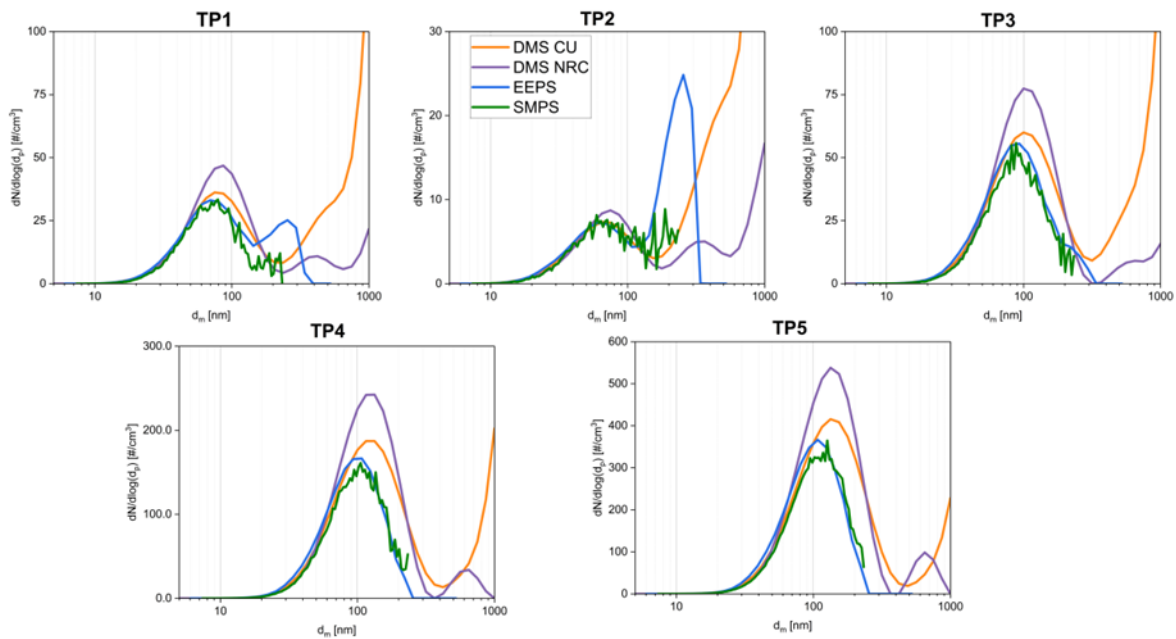 TP1
TP2
TP3
100
75
50
25
0
dN/dlog(dₚ) [#/cm³]
10
100
1000
dₘ [nm]
30
20
10
0
dN/dlog(dₚ) [#/cm³]
DMS CU
DMS NRC
EEPS
SMPS
10
100
1000
dₘ [nm]
100
75
50
25
0
dN/dlog(dₚ) [#/cm³]
10
100
1000
dₘ [nm]
TP4
TP5
300.0
200.0
100.0
0.0
dN/dlog(dₚ) [#/cm³]
10
100
1000
dₘ [nm]
600
500
400
300
200
100
0
dN/dlog(dₚ) [#/cm³]
10
100
1000
dₘ [nm]